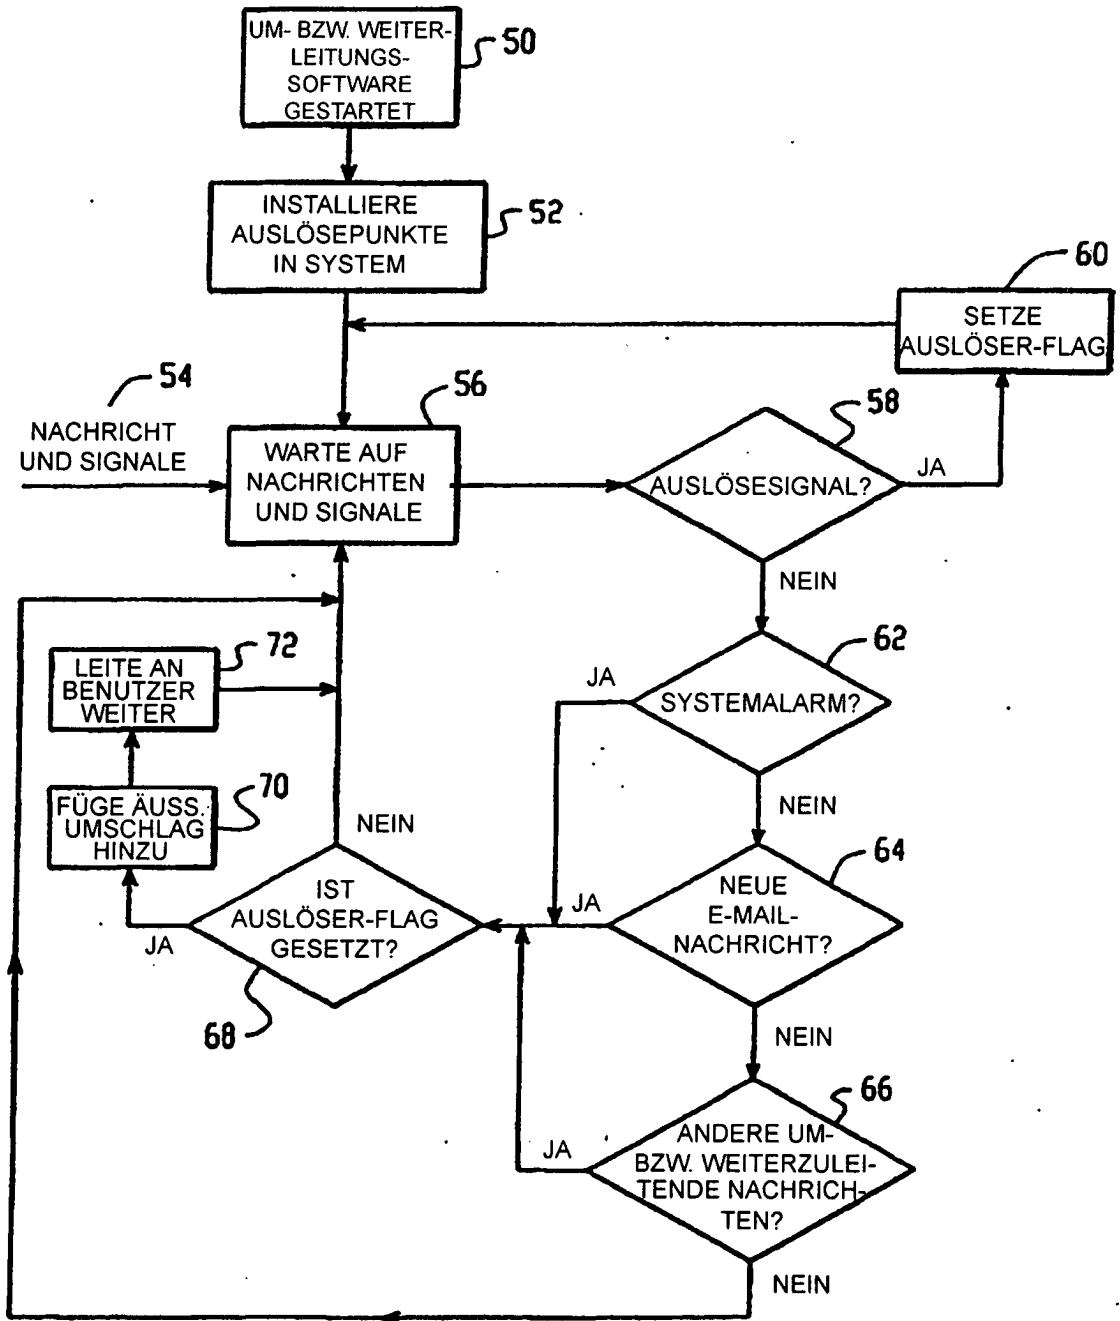 UM- BZW. WEITER-
LEITUNGS-
SOFTWARE
GESTARTET
50
INSTALLIERE
AUSLÖSEPUNKTE
IN SYSTEM
52
60
SETZE
AUSLÖSER-FLAG
54
NACHRICHT
UND SIGNALE
56
WARTE AUF
NACHRICHTEN
UND SIGNALE
58
AUSLÖSESIGNAL?
JA
NEIN
62
SYSTEMALARM?
JA
NEIN
72
LEITE AN
BENUTZER
WEITER
70
FÜGE ÄUSS.
UMSCHLAG
HINZU
NEIN
64
NEUE
E-MAIL-
NACHRICHT?
JA
IST
AUSLÖSER-FLAG
GESETZT?
JA
68
NEIN
66
ANDERE UM-
BZW. WEITERZULEI-
TENDE NACHRICH-
TEN?
JA
NEIN